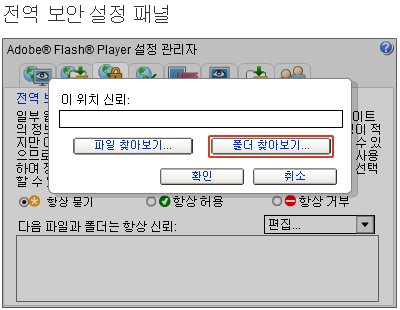 전역 보안 설정 패널
Adobe® Flash® Player 설정 관리자
?
전역 보
이 위치 신뢰:
일부 웹
이트
의 정보
이 적
지만 이
수 있
으므로
사용
하여 정
선택
할 수 있
파일 찾아보기...
폴더 찾아보기...
확인
취소
항상 묻기
항상 허용
항상 거부
다음 파일과 폴더는 항상 신뢰:
편집...